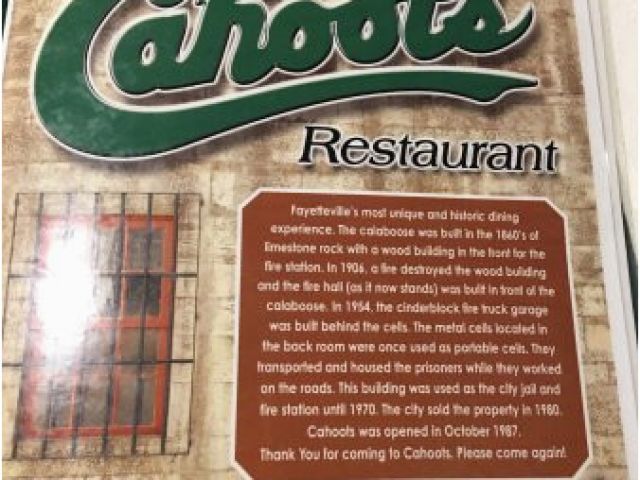 Cahoots
Restaurant
Fayetteville's most unique and historic dining
experience. The calaboose was built in the 1860's of
limestone rock with a wood building in the front for the
fire station. In 1906, a fire destroyed the wood building
and the fire hall (as it now stands) was built in front of the
calaboose. In 1954, the cinderblock fire truck garage
was built behind the cells. The metal cells located in
the back room were once used as portable cells. They
transported and housed the prisoners while they worked
on the roads. This building was used as the city jail and
fire station until 1970. The city sold the property in 1980.
Cahoots was opened in October 1987.
Thank You for coming to Cahoots. Please come again!